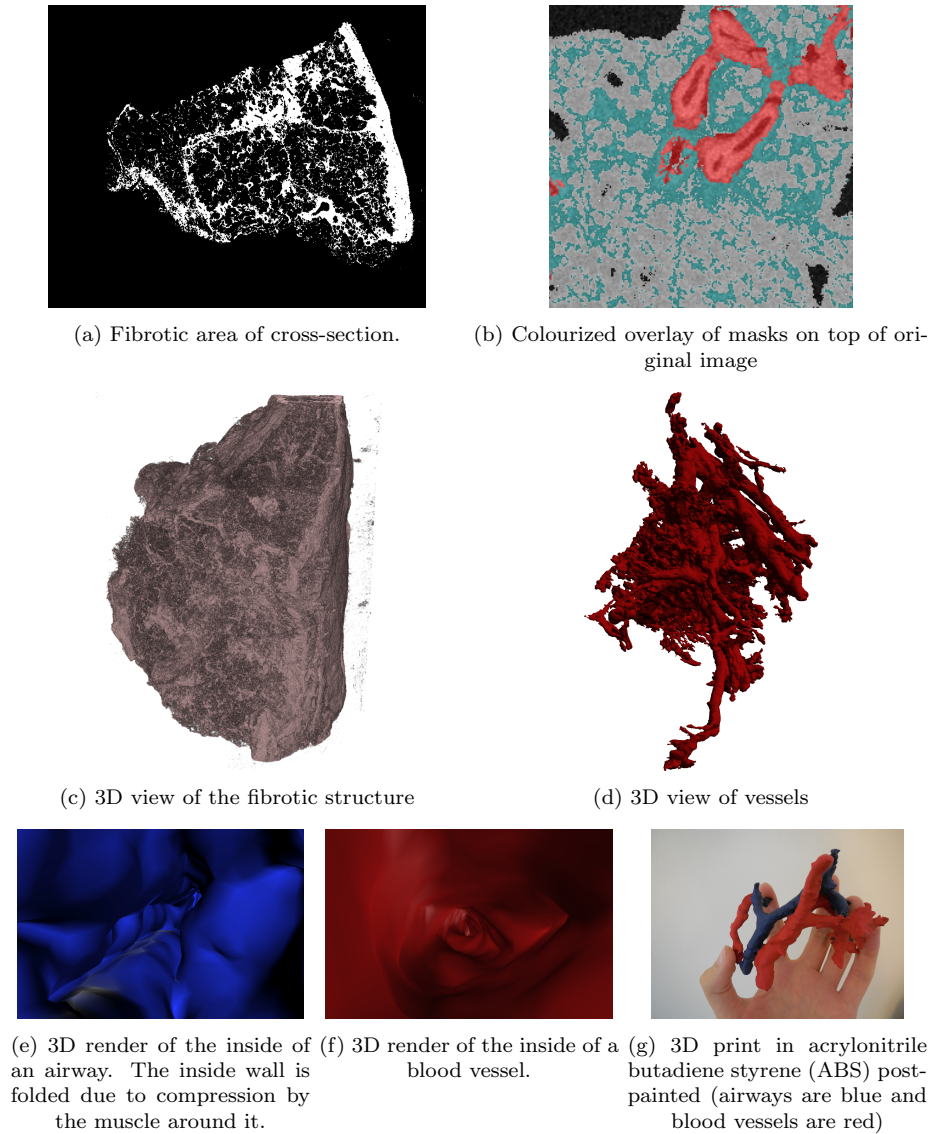 (a) Fibrotic area of cross-section.
(b) Colourized overlay of masks on top of ori-
ginal image
(c) 3D view of the fibrotic structure
(d) 3D view of vessels
(e) 3D render of the inside of
an airway. The inside wall is
folded due to compression by
the muscle around it.
(f) 3D render of the inside of a
blood vessel.
(g) 3D print in acrylonitrile
butadiene styrene (ABS) post-
painted (airways are blue and
blood vessels are red)